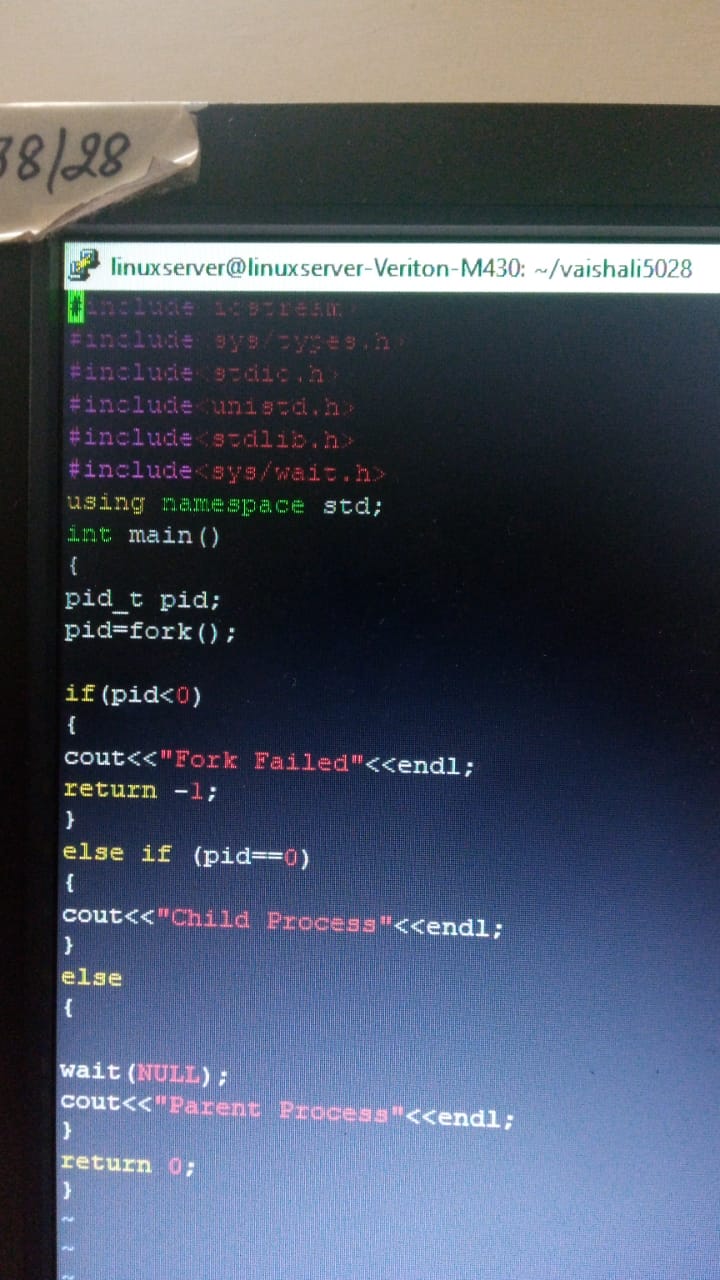 38/28
linuxserver@linuxserver-Veriton-M430: ~/vaishali5028
#include<iostream>
#include<sys/types.h>
#include<stdio.h>
#include<unistd.h>
#include<stdlib.h>
#include<sys/wait.h>
using namespace std;
int main()
{
pid_t pid;
pid=fork();
if(pid<0)
{
cout<<"Fork Failed"<<endl;
return -1;
}
else if (pid==0)
{
cout<<"Child Process"<<endl;
}
else
{
wait(NULL);
cout<<"Parent Process"<<endl;
}
return 0;
}
~
~
~